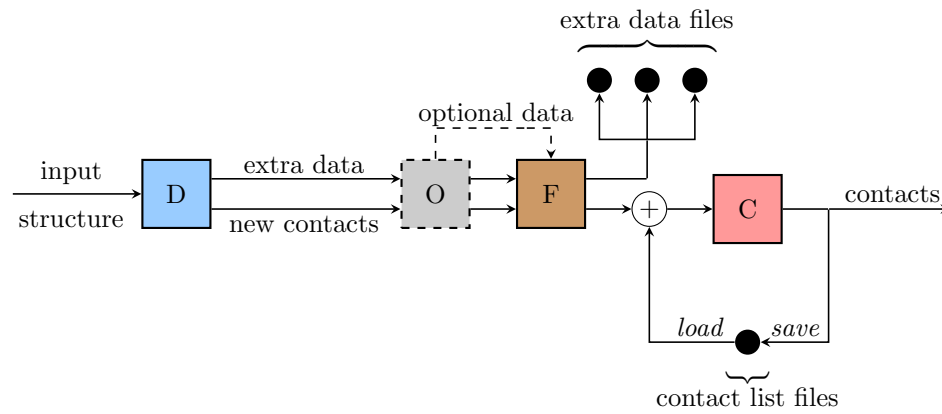 extra data files
optional data
input
structure
D
extra data
new contacts
O
F
+
C
contacts
load
save
contact list files